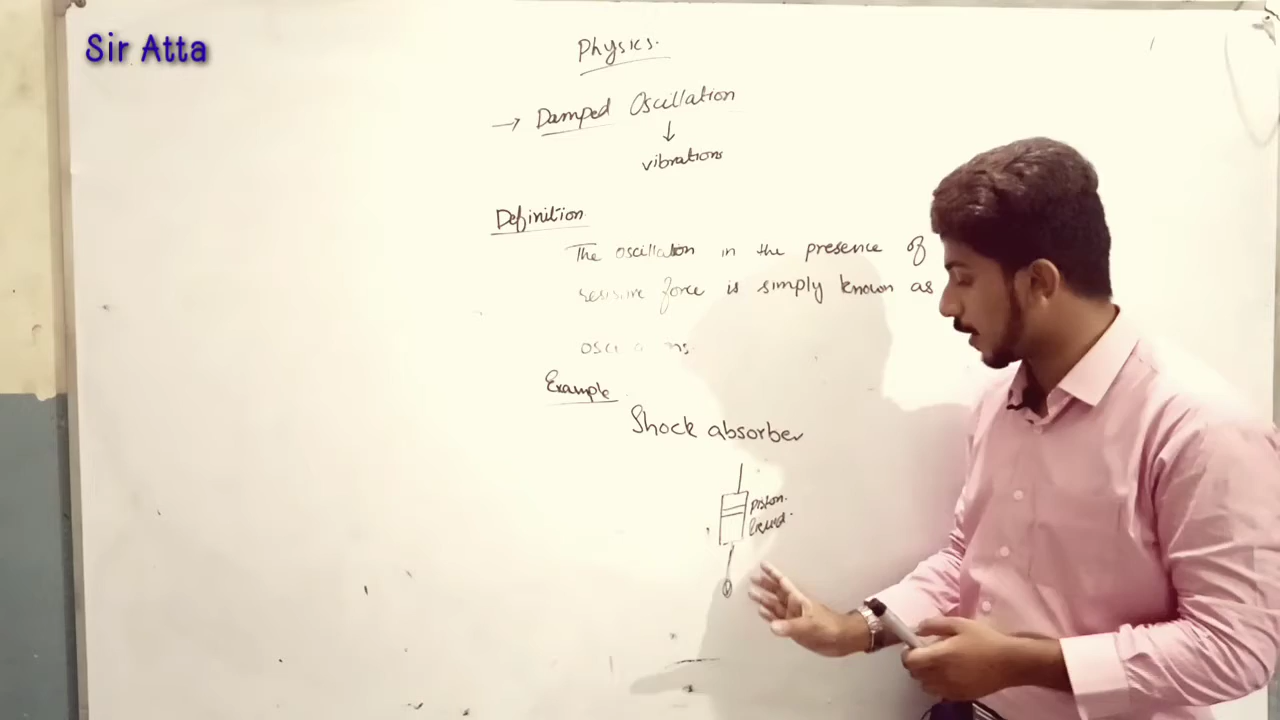 Sir Atta
Physics.
→ Damped Oscillation
↓
vibrations
Definition
The oscillation in the presence of
force is simply known as
Example
Shock absorber
piston.